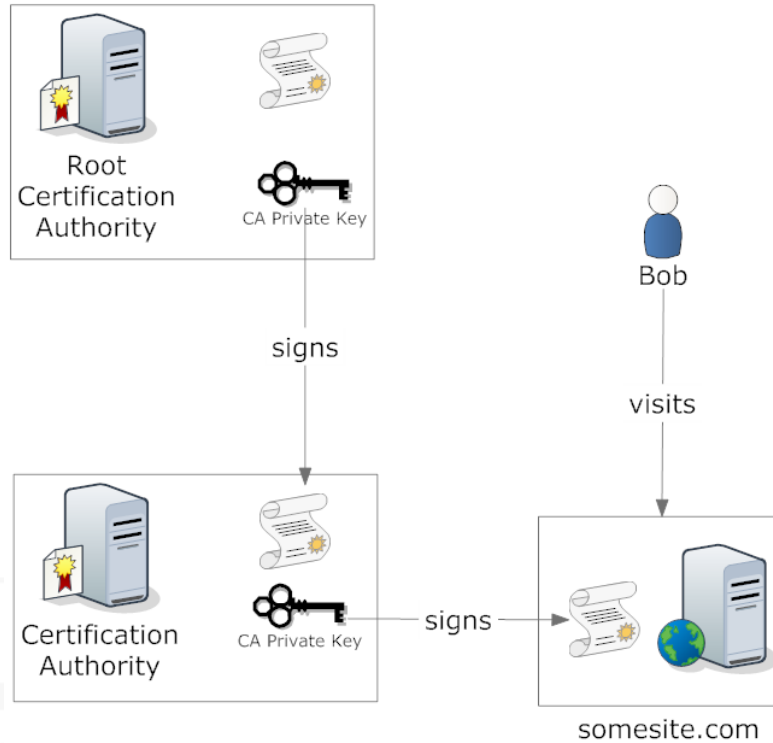 Root
Certification
Authority
CA Private Key
signs
Bob
visits
Certification
Authority
CA Private Key
signs
somesite.com